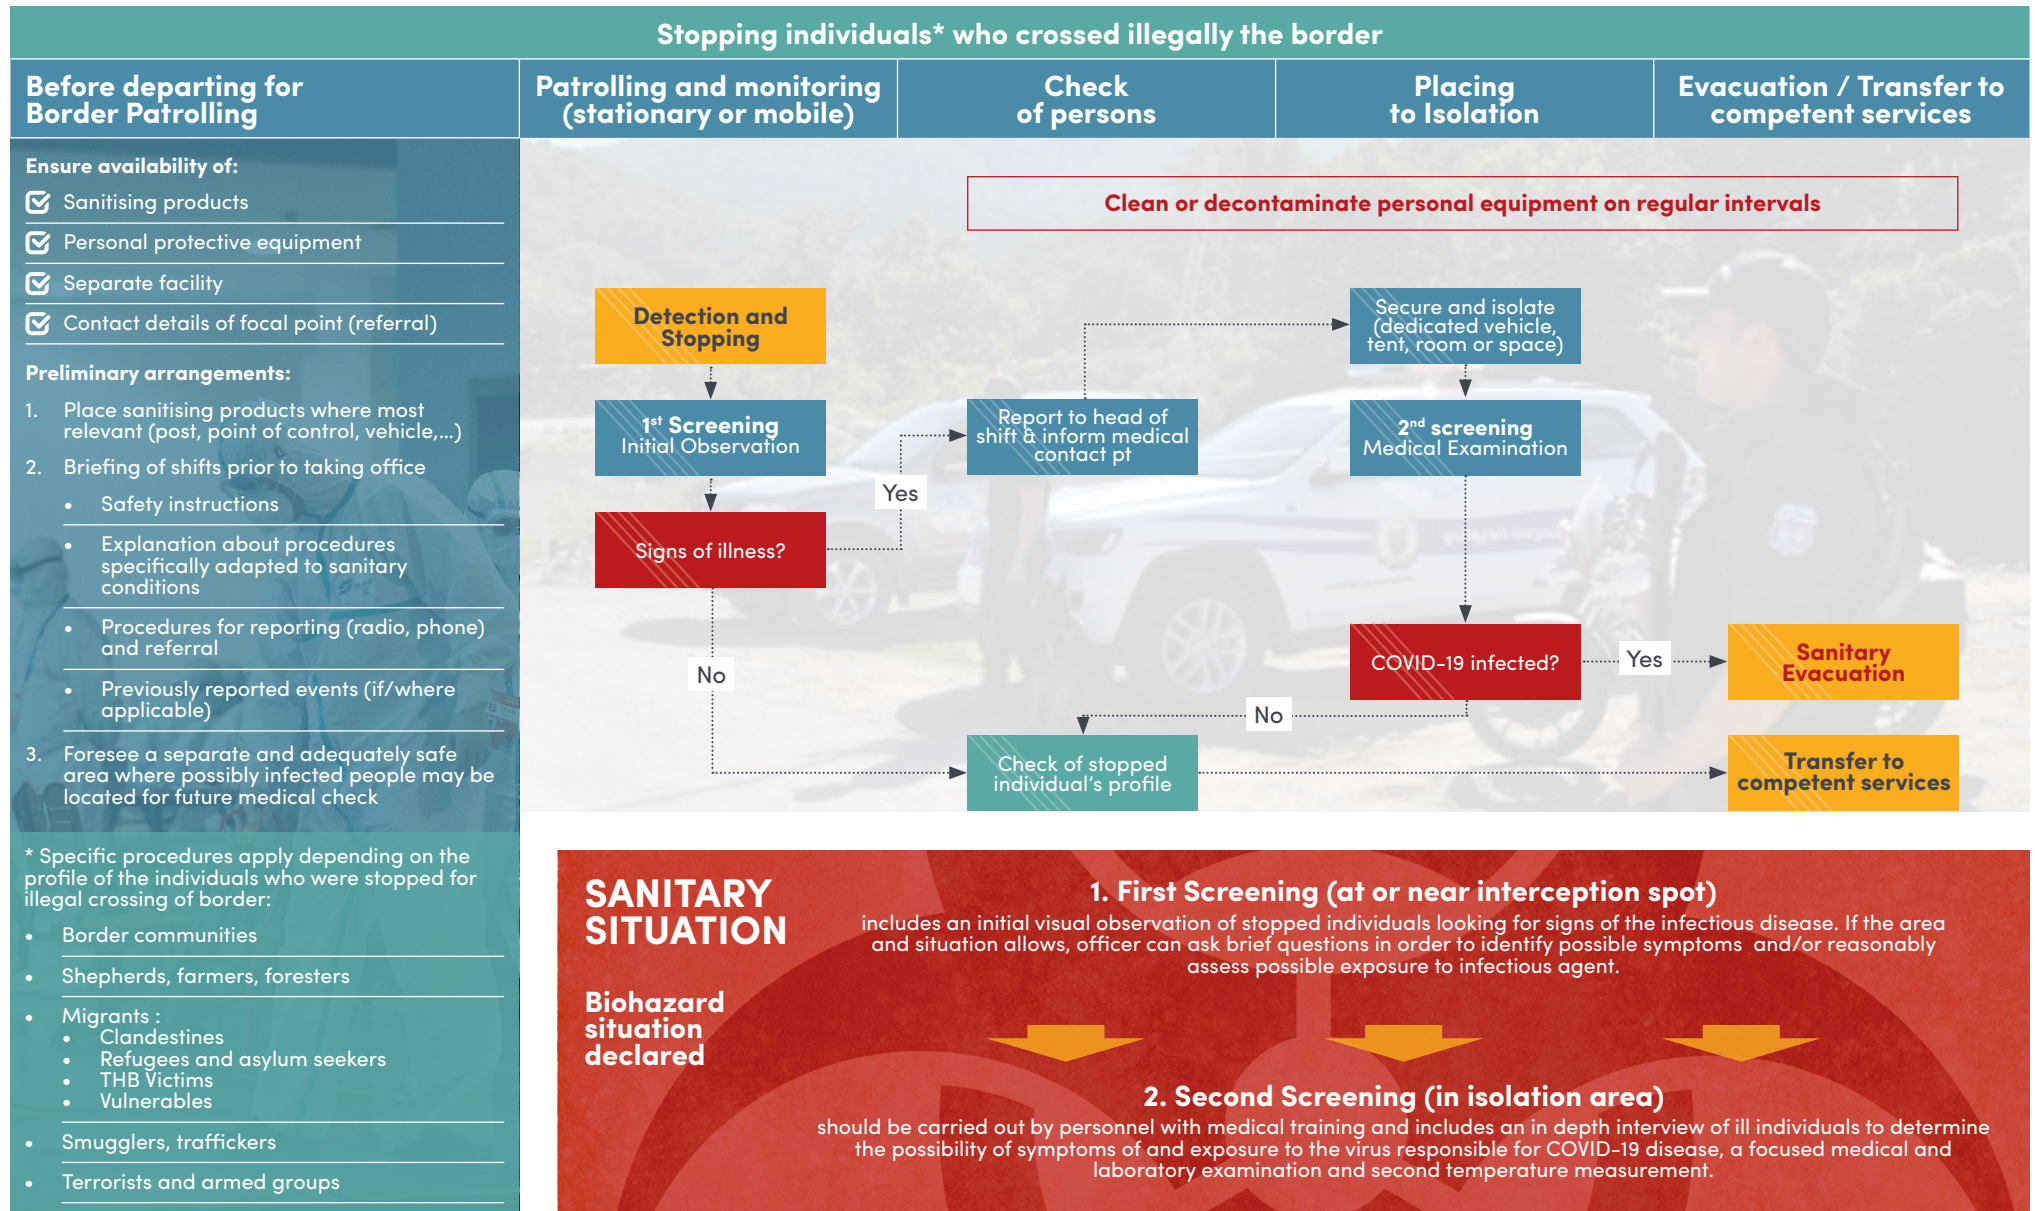 Stopping individuals* who crossed illegally the border
Before departing for
Border Patrolling
Patrolling and monitoring
(stationary or mobile)
Check
of persons
Placing
to Isolation
Evacuation / Transfer to
competent services
Ensure availability of:
Sanitising products
Personal protective equipment
Separate facility
Contact details of focal point (referral)
Preliminary arrangements:
1. Place sanitising products where most
relevant (post, point of control, vehicle,...)
2. Briefing of shifts prior to taking office
• Safety instructions
• Explanation about procedures
specifically adapted to sanitary
conditions
• Procedures for reporting (radio, phone)
and referral
• Previously reported events (if/where
applicable)
3. Foresee a separate and adequately safe
area where possibly infected people may be
located for future medical check
* Specific procedures apply depending on the
profile of the individuals who were stopped for
illegal crossing of border:
• Border communities
• Shepherds, farmers, foresters
• Migrants :
• Clandestines
• Refugees and asylum seekers
• THB Victims
• Vulnerables
• Smugglers, traffickers
• Terrorists and armed groups
Clean or decontaminate personal equipment on regular intervals
Detection and
Stopping
1st Screening
Initial Observation
Signs of illness?
Yes
No
Report to head of
shift & inform medical
contact pt
Secure and isolate
(dedicated vehicle,
tent, room or space)
2nd screening
Medical Examination
COVID-19 infected?
Yes
No
Sanitary
Evacuation
Check of stopped
individual's profile
Transfer to
competent services
SANITARY
SITUATION
Biohazard
situation
declared
1. First Screening (at or near interception spot)
includes an initial visual observation of stopped individuals looking for signs of the infectious disease. If the area
and situation allows, officer can ask brief questions in order to identify possible symptoms and/or reasonably
assess possible exposure to infectious agent.
2. Second Screening (in isolation area)
should be carried out by personnel with medical training and includes an in depth interview of ill individuals to determine
the possibility of symptoms of and exposure to the virus responsible for COVID-19 disease, a focused medical and
laboratory examination and second temperature measurement.